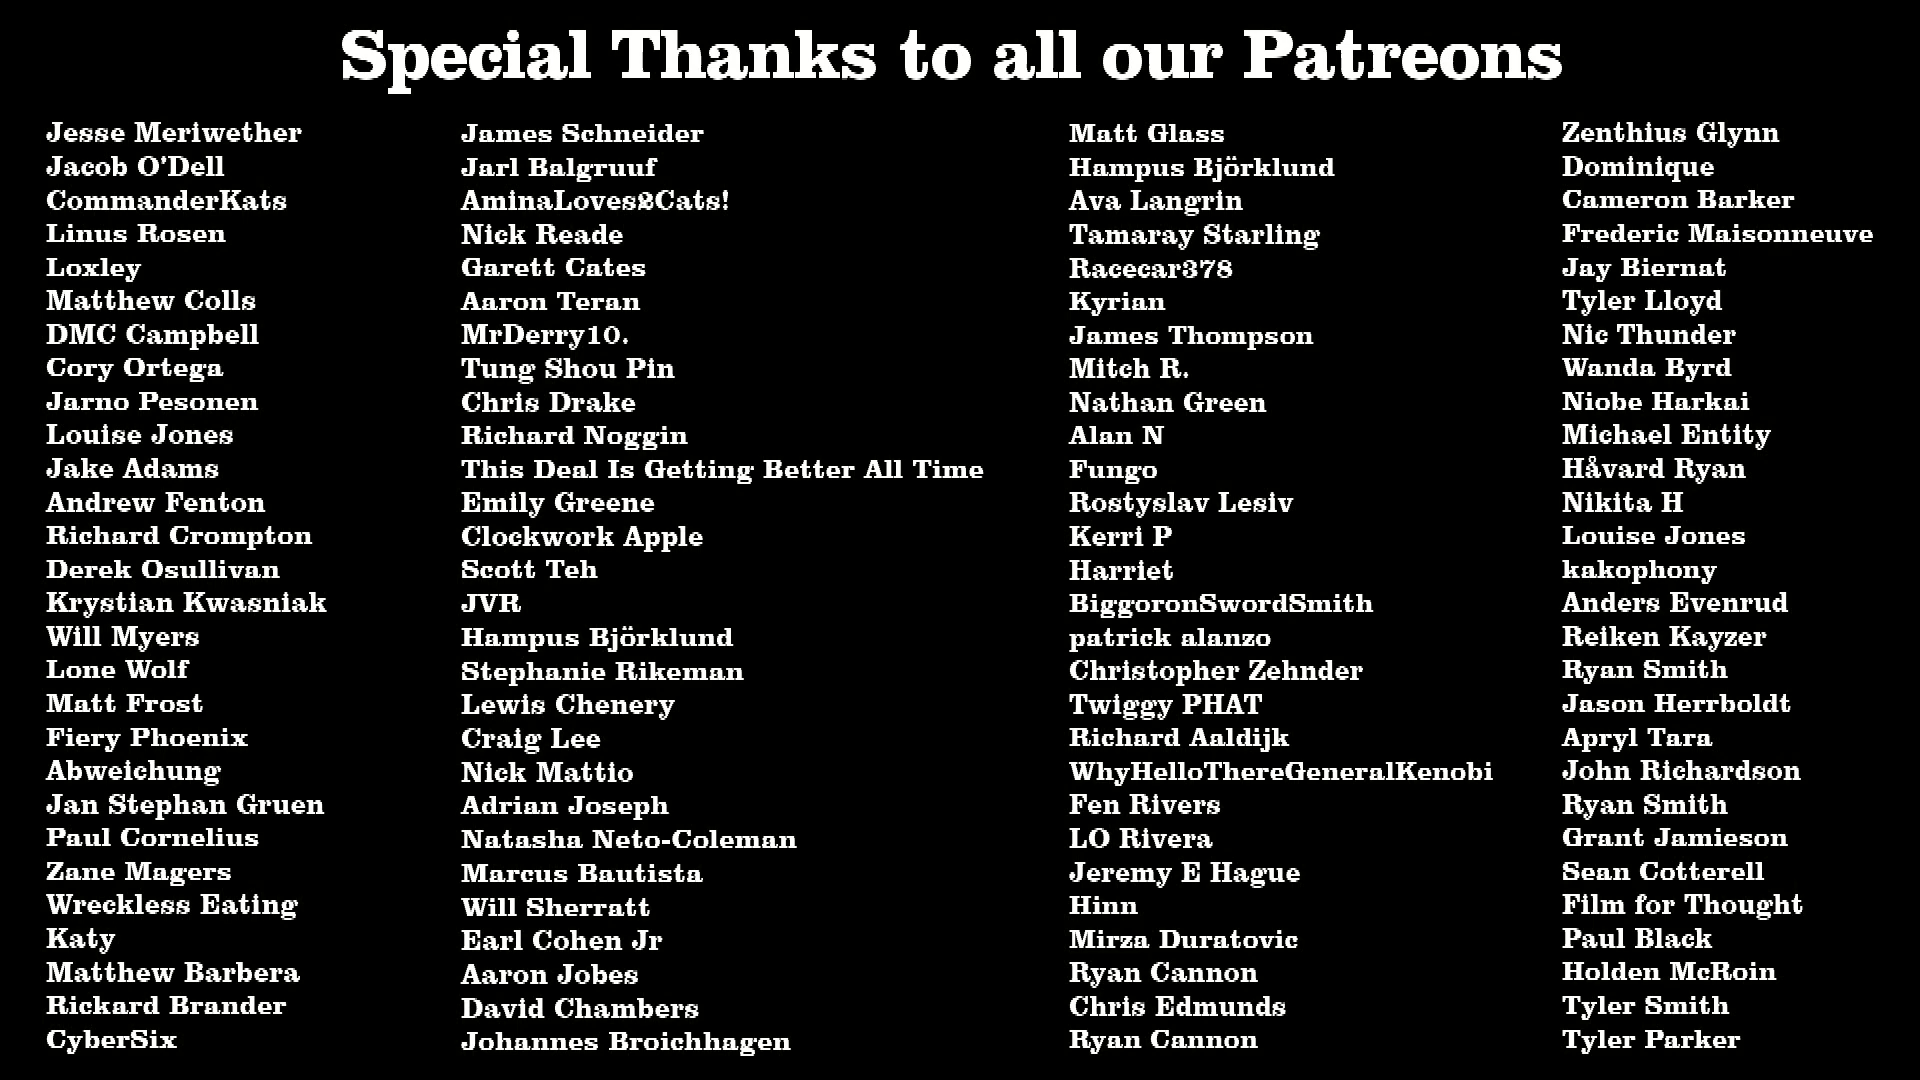 Special Thanks to all our Patreons
Jesse Meriwether
Jacob O'Dell
CommanderKats
Linus Rosen
Loxley
Matthew Colls
DMC Campbell
Cory Ortega
Jarno Pesonen
Louise Jones
Jake Adams
Andrew Fenton
Richard Crompton
Derek Osullivan
Krystian Kwasniak
Will Myers
Lone Wolf
Matt Frost
Fiery Phoenix
Abweichung
Jan Stephan Gruen
Paul Cornelius
Zane Magers
Wreckless Eating
Katy
Matthew Barbera
Rickard Brander
CyberSix
James Schneider
Jarl Balgruuf
AminaLoves2Cats!
Nick Reade
Garett Cates
Aaron Teran
MrDerry10.
Tung Shou Pin
Chris Drake
Richard Noggin
This Deal Is Getting Better All Time
Emily Greene
Clockwork Apple
Scott Teh
JVR
Hampus Björklund
Stephanie Rikeman
Lewis Chenery
Craig Lee
Nick Mattio
Adrian Joseph
Natasha Neto-Coleman
Marcus Bautista
Will Sherratt
Earl Cohen Jr
Aaron Jobes
David Chambers
Johannes Broichhagen
Matt Glass
Hampus Björklund
Ava Langrin
Tamaray Starling
Racecar378
Kyrian
James Thompson
Mitch R.
Nathan Green
Alan N
Fungo
Rostyslav Lesiv
Kerri P
Harriet
BiggoronSwordSmith
patrick alanzo
Christopher Zehnder
Twiggy PHAT
Richard Aaldijk
WhyHelloThereGeneralKenobi
Fen Rivers
LO Rivera
Jeremy E Hague
Hinn
Mirza Duratovic
Ryan Cannon
Chris Edmunds
Ryan Cannon
Zenthius Glynn
Dominique
Cameron Barker
Frederic Maisonneuve
Jay Biernat
Tyler Lloyd
Nic Thunder
Wanda Byrd
Niobe Harkai
Michael Entity
Håvard Ryan
Nikita H
Louise Jones
kakophony
Anders Evenrud
Reiken Kayzer
Ryan Smith
Jason Herrboldt
Apryl Tara
John Richardson
Ryan Smith
Grant Jamieson
Sean Cotterell
Film for Thought
Paul Black
Holden McRoin
Tyler Smith
Tyler Parker